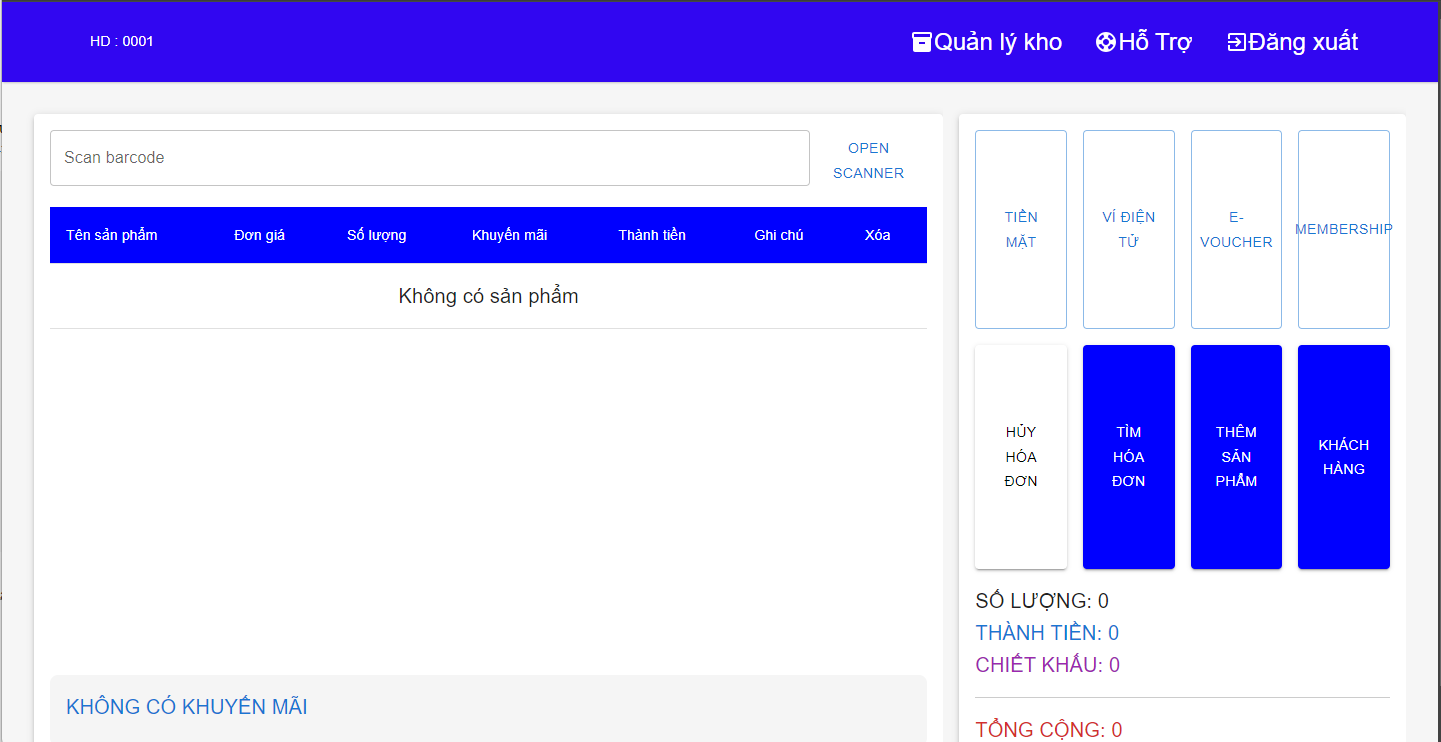 HD : 0001
Quản lý kho
Hỗ Trợ
Đăng xuất
Scan barcode
OPEN
SCANNER
Tên sản phẩm Đơn giá Số lượng Khuyến mãi Thành tiền Ghi chú Xóa
Không có sản phẩm
KHÔNG CÓ KHUYẾN MÃI
TIỀN
MẶT
VÍ ĐIỆN
TỬ
E-
VOUCHER
MEMBERSHIP
HỦY
HÓA
ĐƠN
TÌM
HÓA
ĐƠN
THÊM
SẢN
PHẨM
KHÁCH
HÀNG
SỐ LƯỢNG: 0
THÀNH TIỀN: 0
CHIẾT KHẤU: 0
TỔNG CỘNG: 0